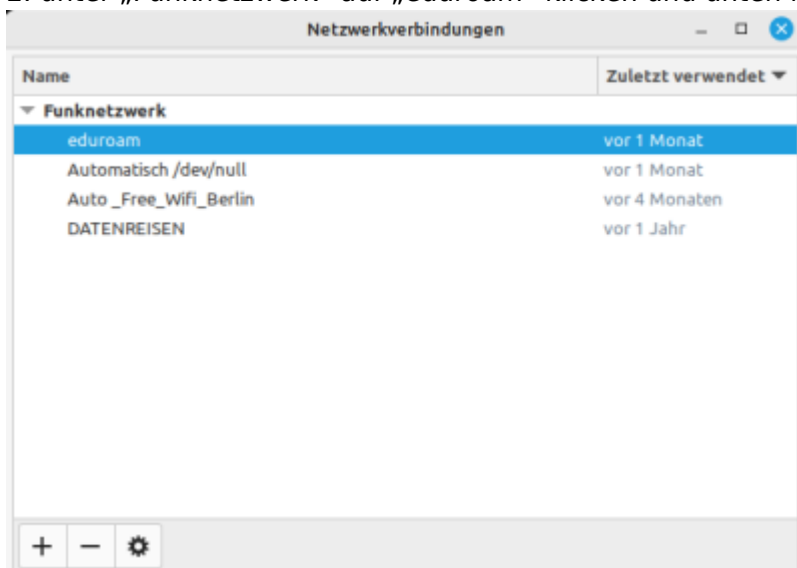 Netzwerkverbindungen
Name Zuletzt verwendet
Funknetzwerk
eduroam vor 1 Monat
Automatisch /dev/null vor 1 Monat
Auto _Free_Wifi_Berlin vor 4 Monaten
DATENREISEN vor 1 Jahr